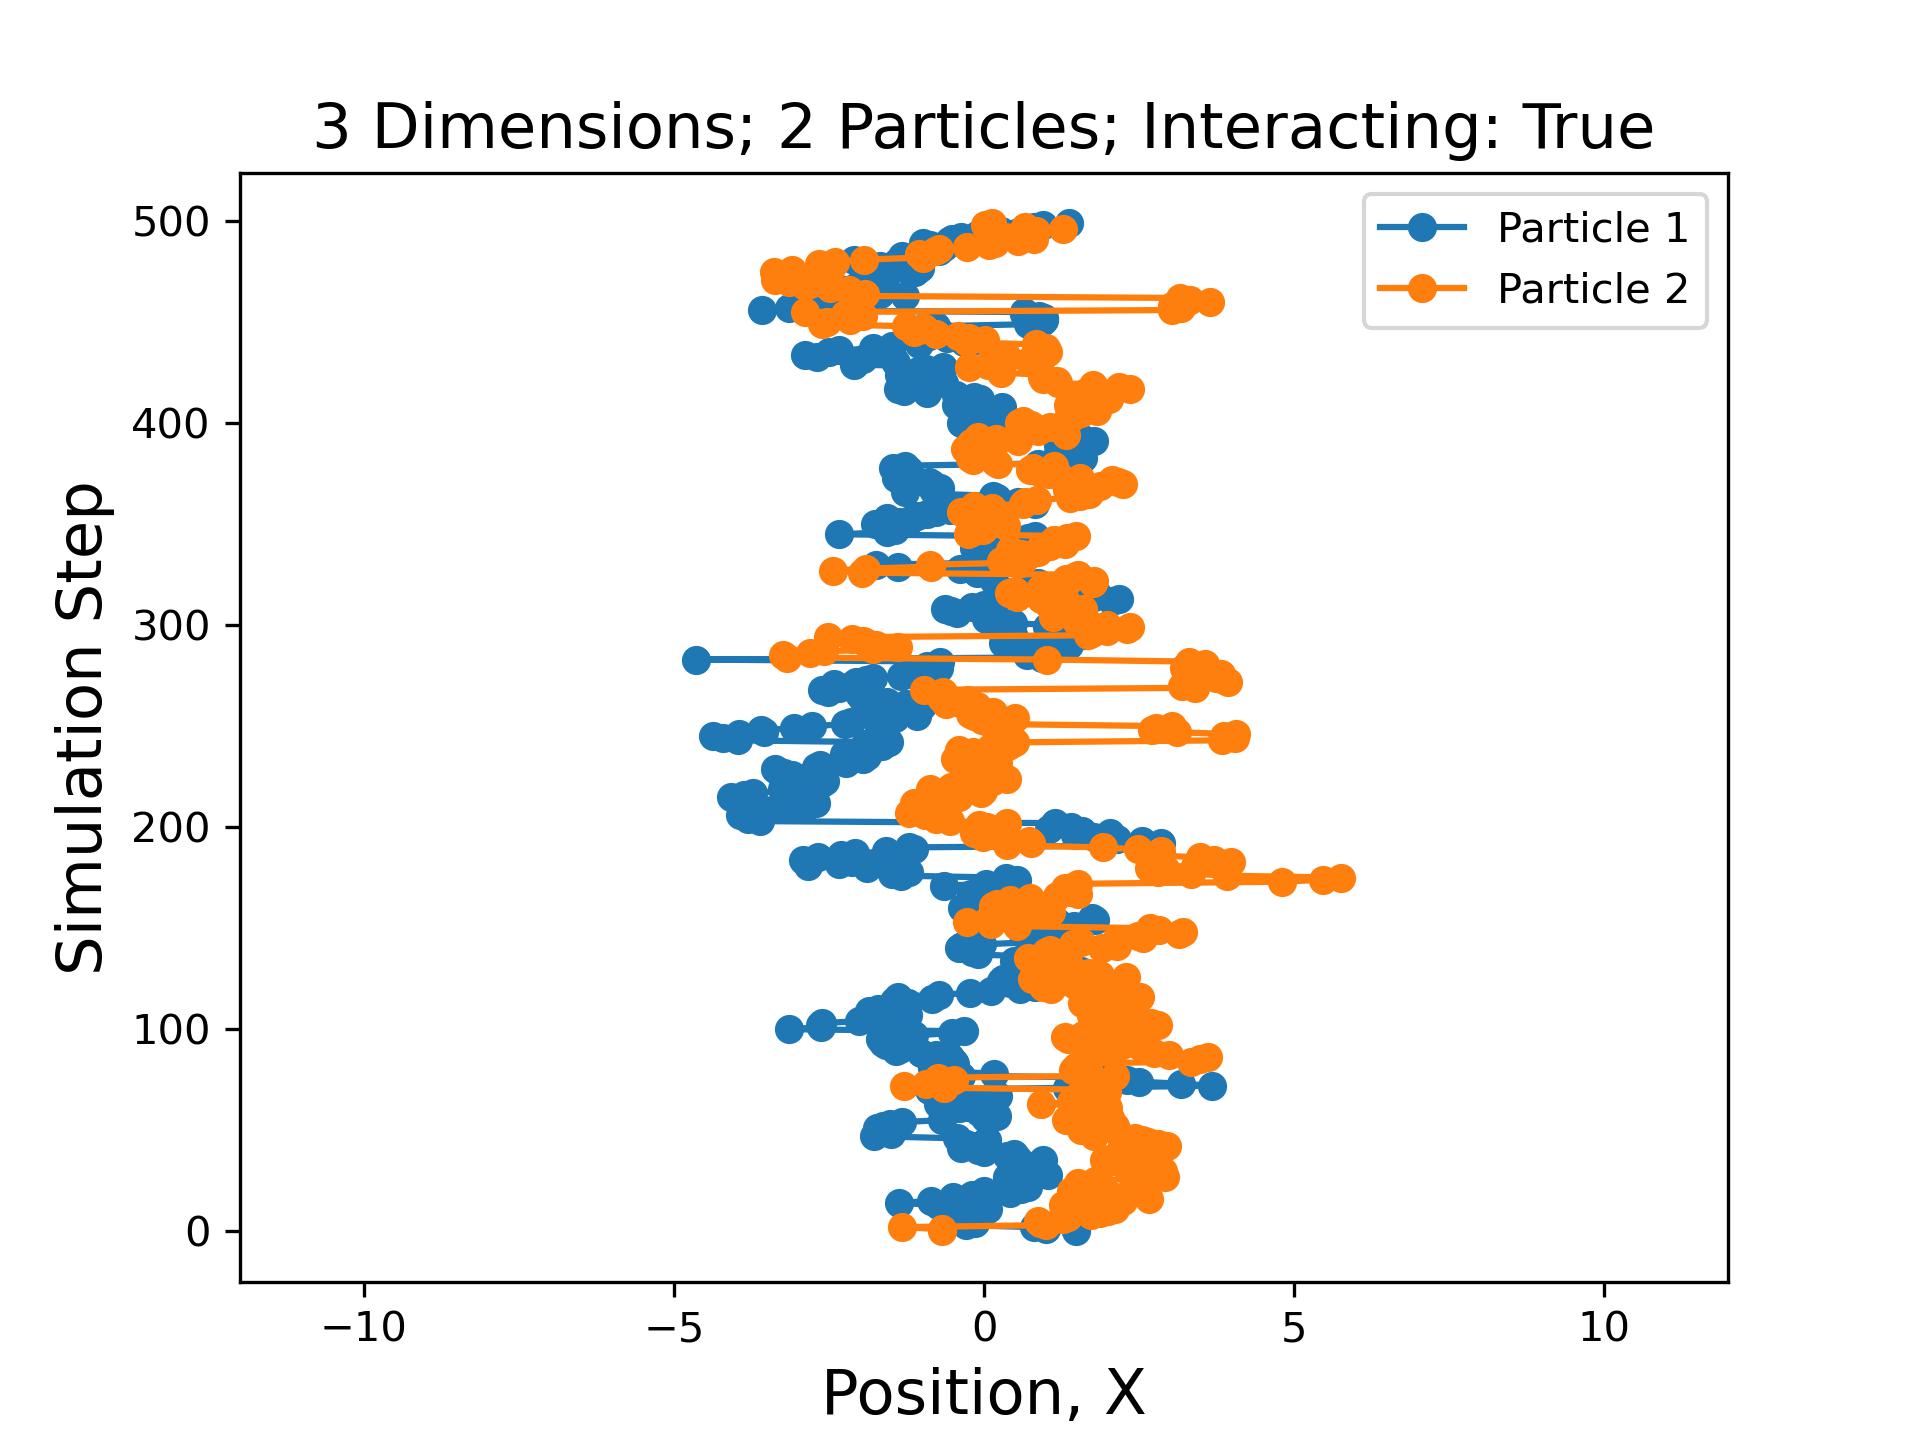 3 Dimensions; 2 Particles; Interacting: True
Particle 1
Particle 2
Simulation Step
500
400
300
200
100
0
−10
−5
0
5
10
Position, X